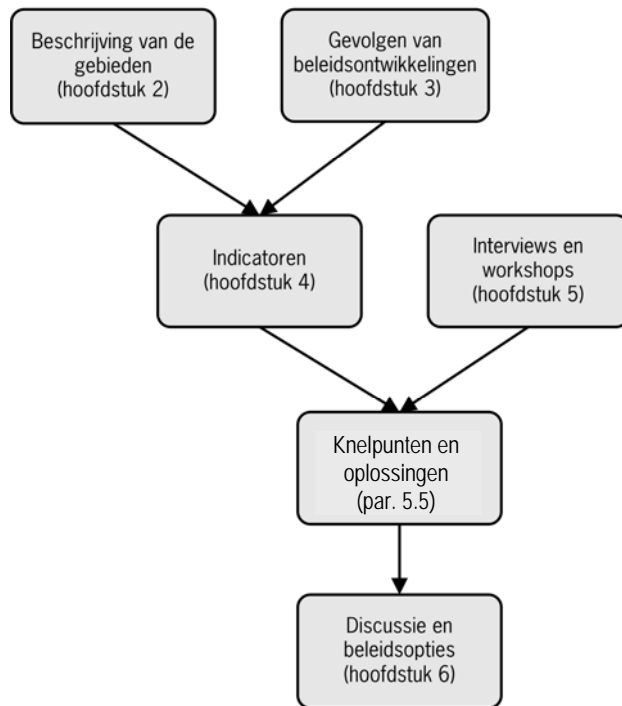 Beschrijving van de
gebieden
(hoofdstuk 2)
Gevolgen van
beleidsontwikkelingen
(hoofdstuk 3)
Indicatoren
(hoofdstuk 4)
Interviews en
workshops
(hoofdstuk 5)
Knelpunten en
oplossingen
(par. 5.5)
Discussie en
beleidsopties
(hoofdstuk 6)